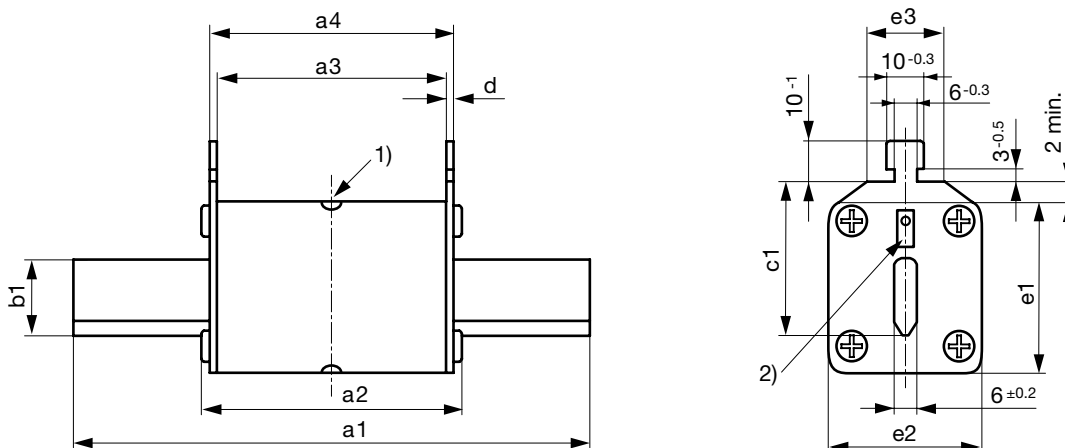 a4
a3
d
1)
b1
a2
a1
e3
10 -0.3
6 -0.3
10 -1
3 -0.5
2 min.
c1
e1
2)
6 ±0.2
e2